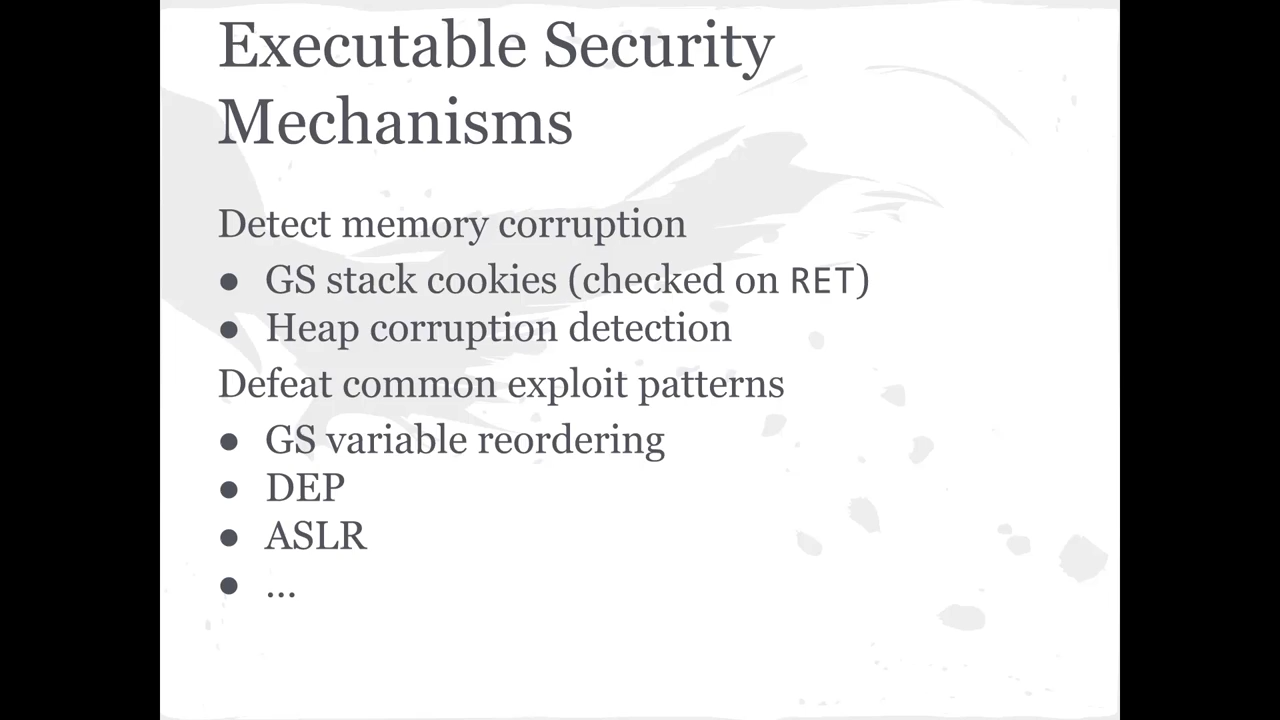 Executable Security
Mechanisms
Detect memory corruption
● GS stack cookies (checked on RET)
● Heap corruption detection
Defeat common exploit patterns
● GS variable reordering
● DEP
● ASLR
● ...